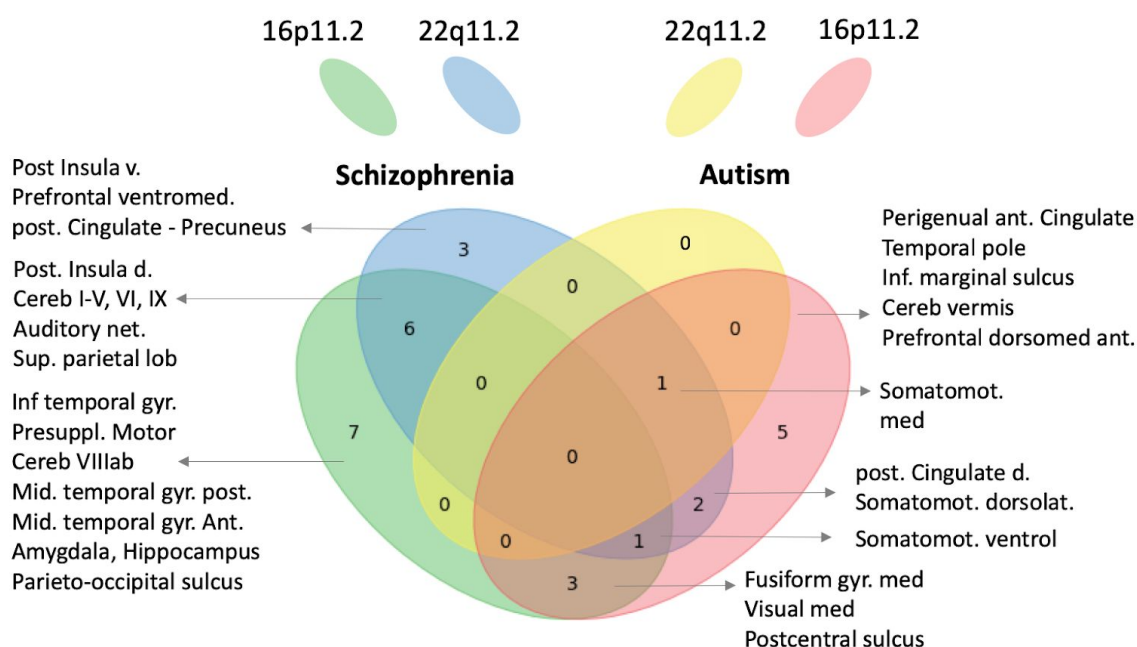 16p11.2 22q11.2 22q11.2 16p11.2
Schizophrenia Autism
Post Insula v.
Prefrontal ventromed.
post. Cingulate - Precuneus
Post. Insula d.
Cereb I-V, VI, IX
Auditory net.
Sup. parietal lob
Inf temporal gyr.
Presuppl. Motor
Cereb VIIIab
Mid. temporal gyr. post.
Mid. temporal gyr. Ant.
Amygdala, Hippocampus
Parieto-occipital sulcus
3
0
0
6
0
0
1
7
5
0
0
2
0
1
3
Perigenual ant. Cingulate
Temporal pole
Inf. marginal sulcus
Cereb vermis
Prefrontal dorsomed ant.
Somatomot.
med
post. Cingulate d.
Somatomot. dorsolat.
Somatomot. ventrol
Fusiform gyr. med
Visual med
Postcentral sulcus